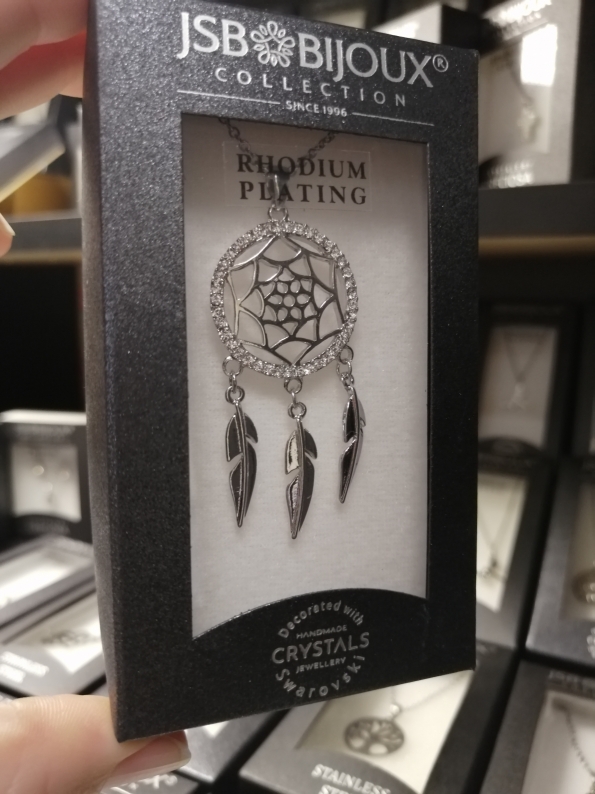 JSB BIJOUX®
COLLECTION
SINCE 1996
RHODIUM
PLATING
Decorated with
HANDMADE
CRYSTALS
JEWELLERY
Swarovski
STAINLESS